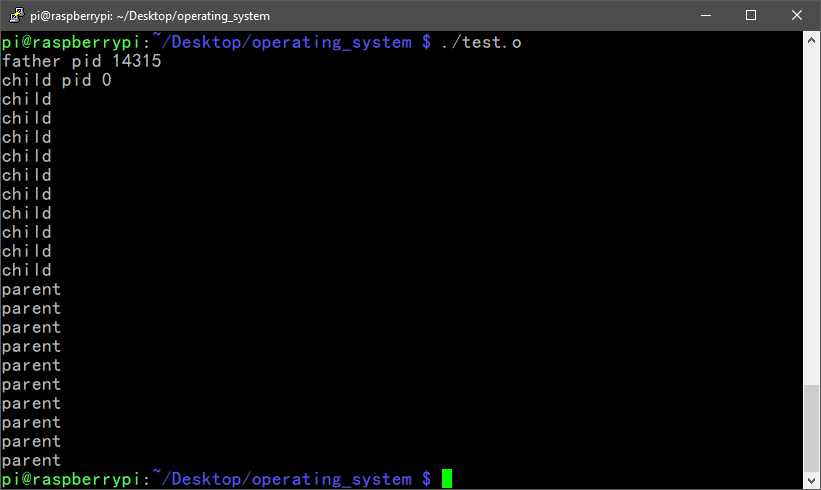 pi@raspberrypi: ~/Desktop/operating_system
pi@raspberrypi:~/Desktop/operating_system $ ./test.o
father pid 14315
child pid 0
child
child
child
child
child
child
child
child
child
child
parent
parent
parent
parent
parent
parent
parent
parent
parent
parent
pi@raspberrypi:~/Desktop/operating_system $